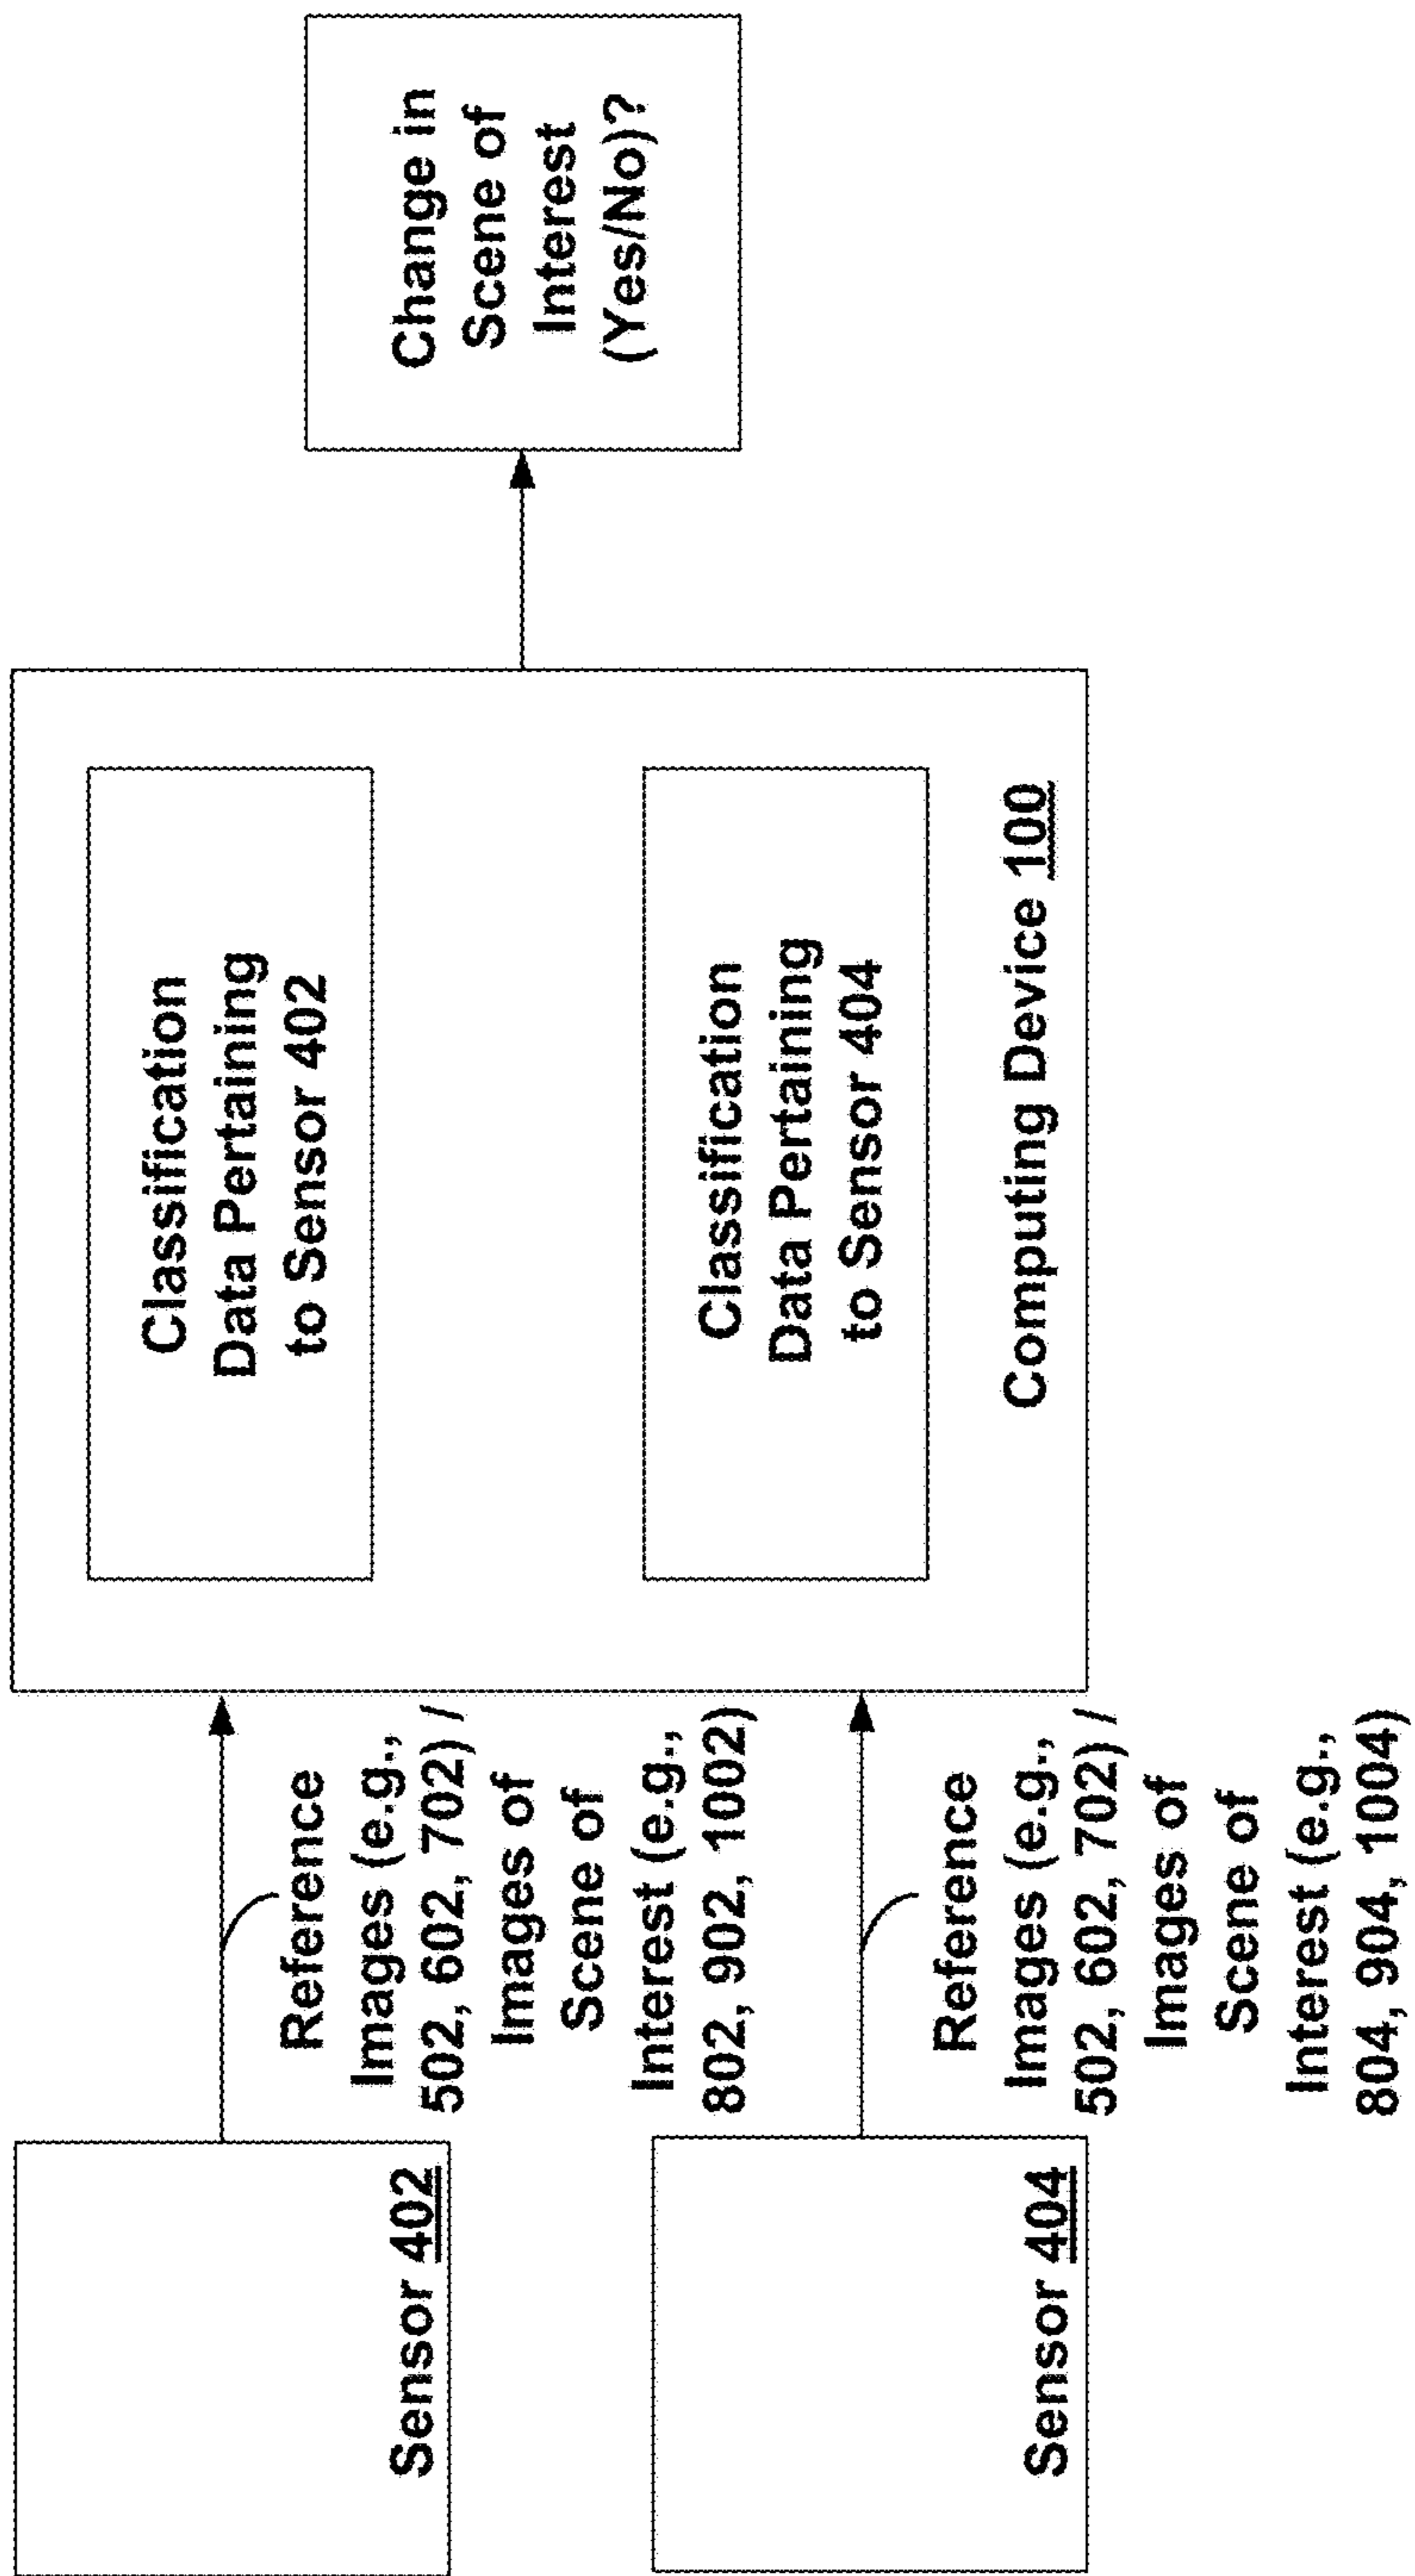 Sensor 402
Reference
Images (e.g.,
502, 602, 702) /
Images of
Scene of
Interest (e.g.,
802, 902, 1002)
Sensor 404
Reference
Images (e.g.,
502, 602, 702) /
Images of
Scene of
Interest (e.g.,
804, 904, 1004)
Classification
Data Pertaining
to Sensor 402
Classification
Data Pertaining
to Sensor 404
Computing Device 100
Change in
Scene of
Interest
(Yes/No)?